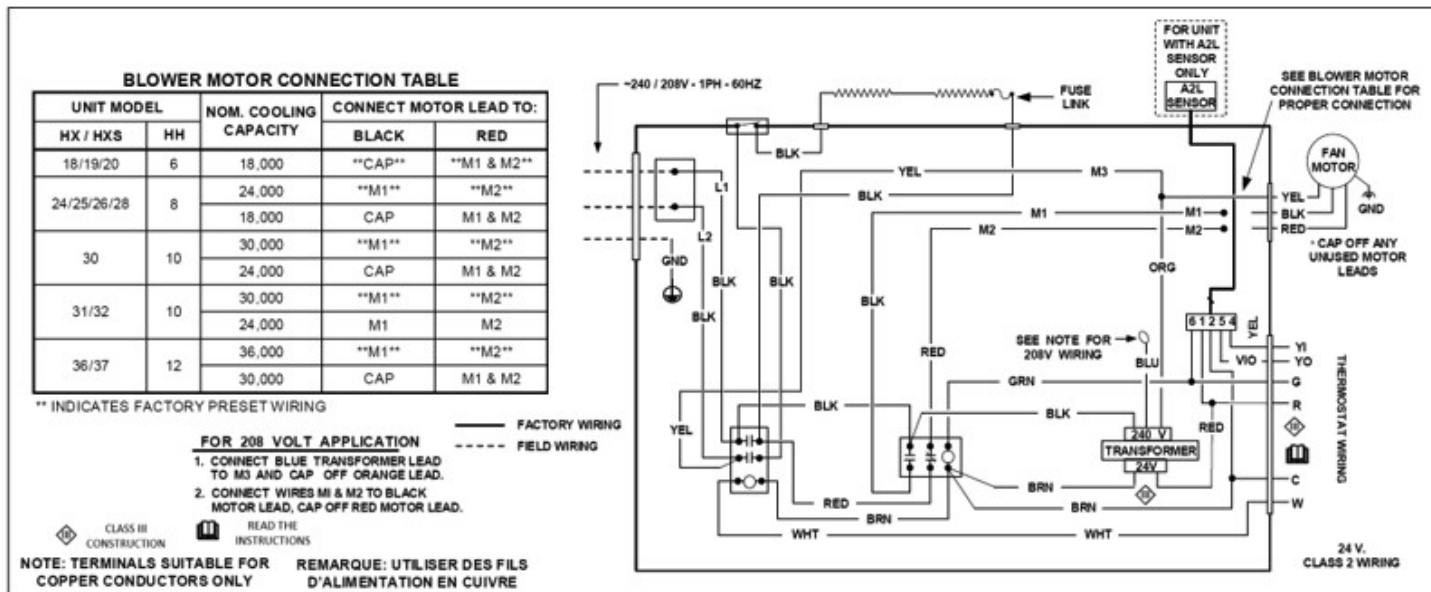 BLOWER MOTOR CONNECTION TABLE
UNIT MODEL NOM. COOLING CAPACITY CONNECT MOTOR LEAD TO:
HX / HXS HH BLACK RED
18/19/20 6 18,000 **CAP** **M1 & M2**
24/25/26/28 8 24,000 **M1** **M2**
18,000 CAP M1 & M2
30 10 30,000 **M1** **M2**
24,000 CAP M1 & M2
31/32 10 30,000 **M1** **M2**
24,000 M1 M2
36/37 12 36,000 **M1** **M2**
30,000 CAP M1 & M2
** INDICATES FACTORY PRESET WIRING
FACTORY WIRING
FIELD WIRING
FOR 208 VOLT APPLICATION
1. CONNECT BLUE TRANSFORMER LEAD
TO M3 AND CAP OFF ORANGE LEAD.
2. CONNECT WIRES MI & M2 TO BLACK
MOTOR LEAD, CAP OFF RED MOTOR LEAD.
CLASS III
CONSTRUCTION
READ THE
INSTRUCTIONS
NOTE: TERMINALS SUITABLE FOR
COPPER CONDUCTORS ONLY
REMARQUE: UTILISER DES FILS
D'ALIMENTATION EN CUIVRE
~240 / 208V - 1PH - 60HZ
FUSE
LINK
FOR UNIT
WITH A2L
SENSOR
ONLY
A2L
SENSOR
SEE BLOWER MOTOR
CONNECTION TABLE FOR
PROPER CONNECTION
FAN
MOTOR
GND
YEL
BLK
RED
* CAP OFF ANY
UNUSED MOTOR
LEADS
BLK
YEL
M3
L1
BLK
M1
M1
M2
M2
L2
GND
ORG
BLK
BLK
BLK
BLK
6 1 2 5 4
YEL
SEE NOTE FOR
208V WIRING
BLU
RED
YI
VIO
YO
GRN
G
R
BLK
BLK
YEL
RED
240 V
TRANSFORMER
24V
THERMOSTAT WIRING
BRN
C
RED
BRN
BRN
W
WHT
WHT
24 V.
CLASS 2 WIRING